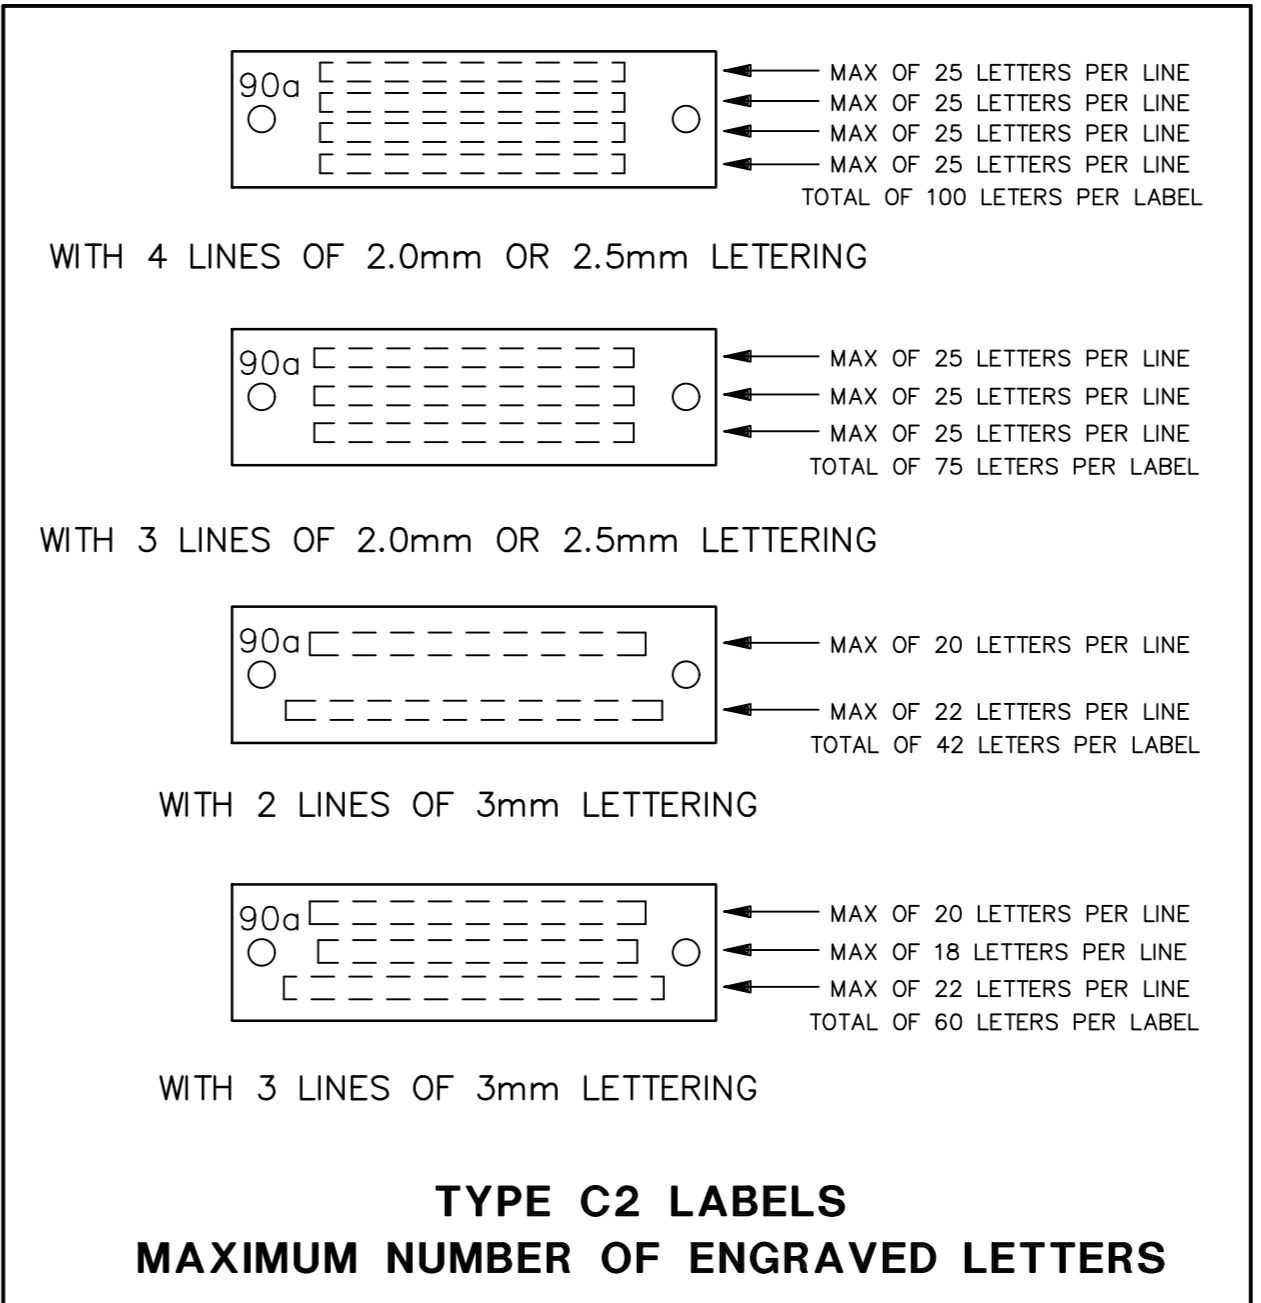 90a
MAX OF 25 LETTERS PER LINE
MAX OF 25 LETTERS PER LINE
MAX OF 25 LETTERS PER LINE
MAX OF 25 LETTERS PER LINE
TOTAL OF 100 LETERS PER LABEL
WITH 4 LINES OF 2.0mm OR 2.5mm LETERING
90a
MAX OF 25 LETTERS PER LINE
MAX OF 25 LETTERS PER LINE
MAX OF 25 LETTERS PER LINE
TOTAL OF 75 LETERS PER LABEL
WITH 3 LINES OF 2.0mm OR 2.5mm LETTERING
90a
MAX OF 20 LETTERS PER LINE
MAX OF 22 LETTERS PER LINE
TOTAL OF 42 LETERS PER LABEL
WITH 2 LINES OF 3mm LETTERING
90a
MAX OF 20 LETTERS PER LINE
MAX OF 18 LETTERS PER LINE
MAX OF 22 LETTERS PER LINE
TOTAL OF 60 LETERS PER LABEL
WITH 3 LINES OF 3mm LETTERING
TYPE C2 LABELS
MAXIMUM NUMBER OF ENGRAVED LETTERS